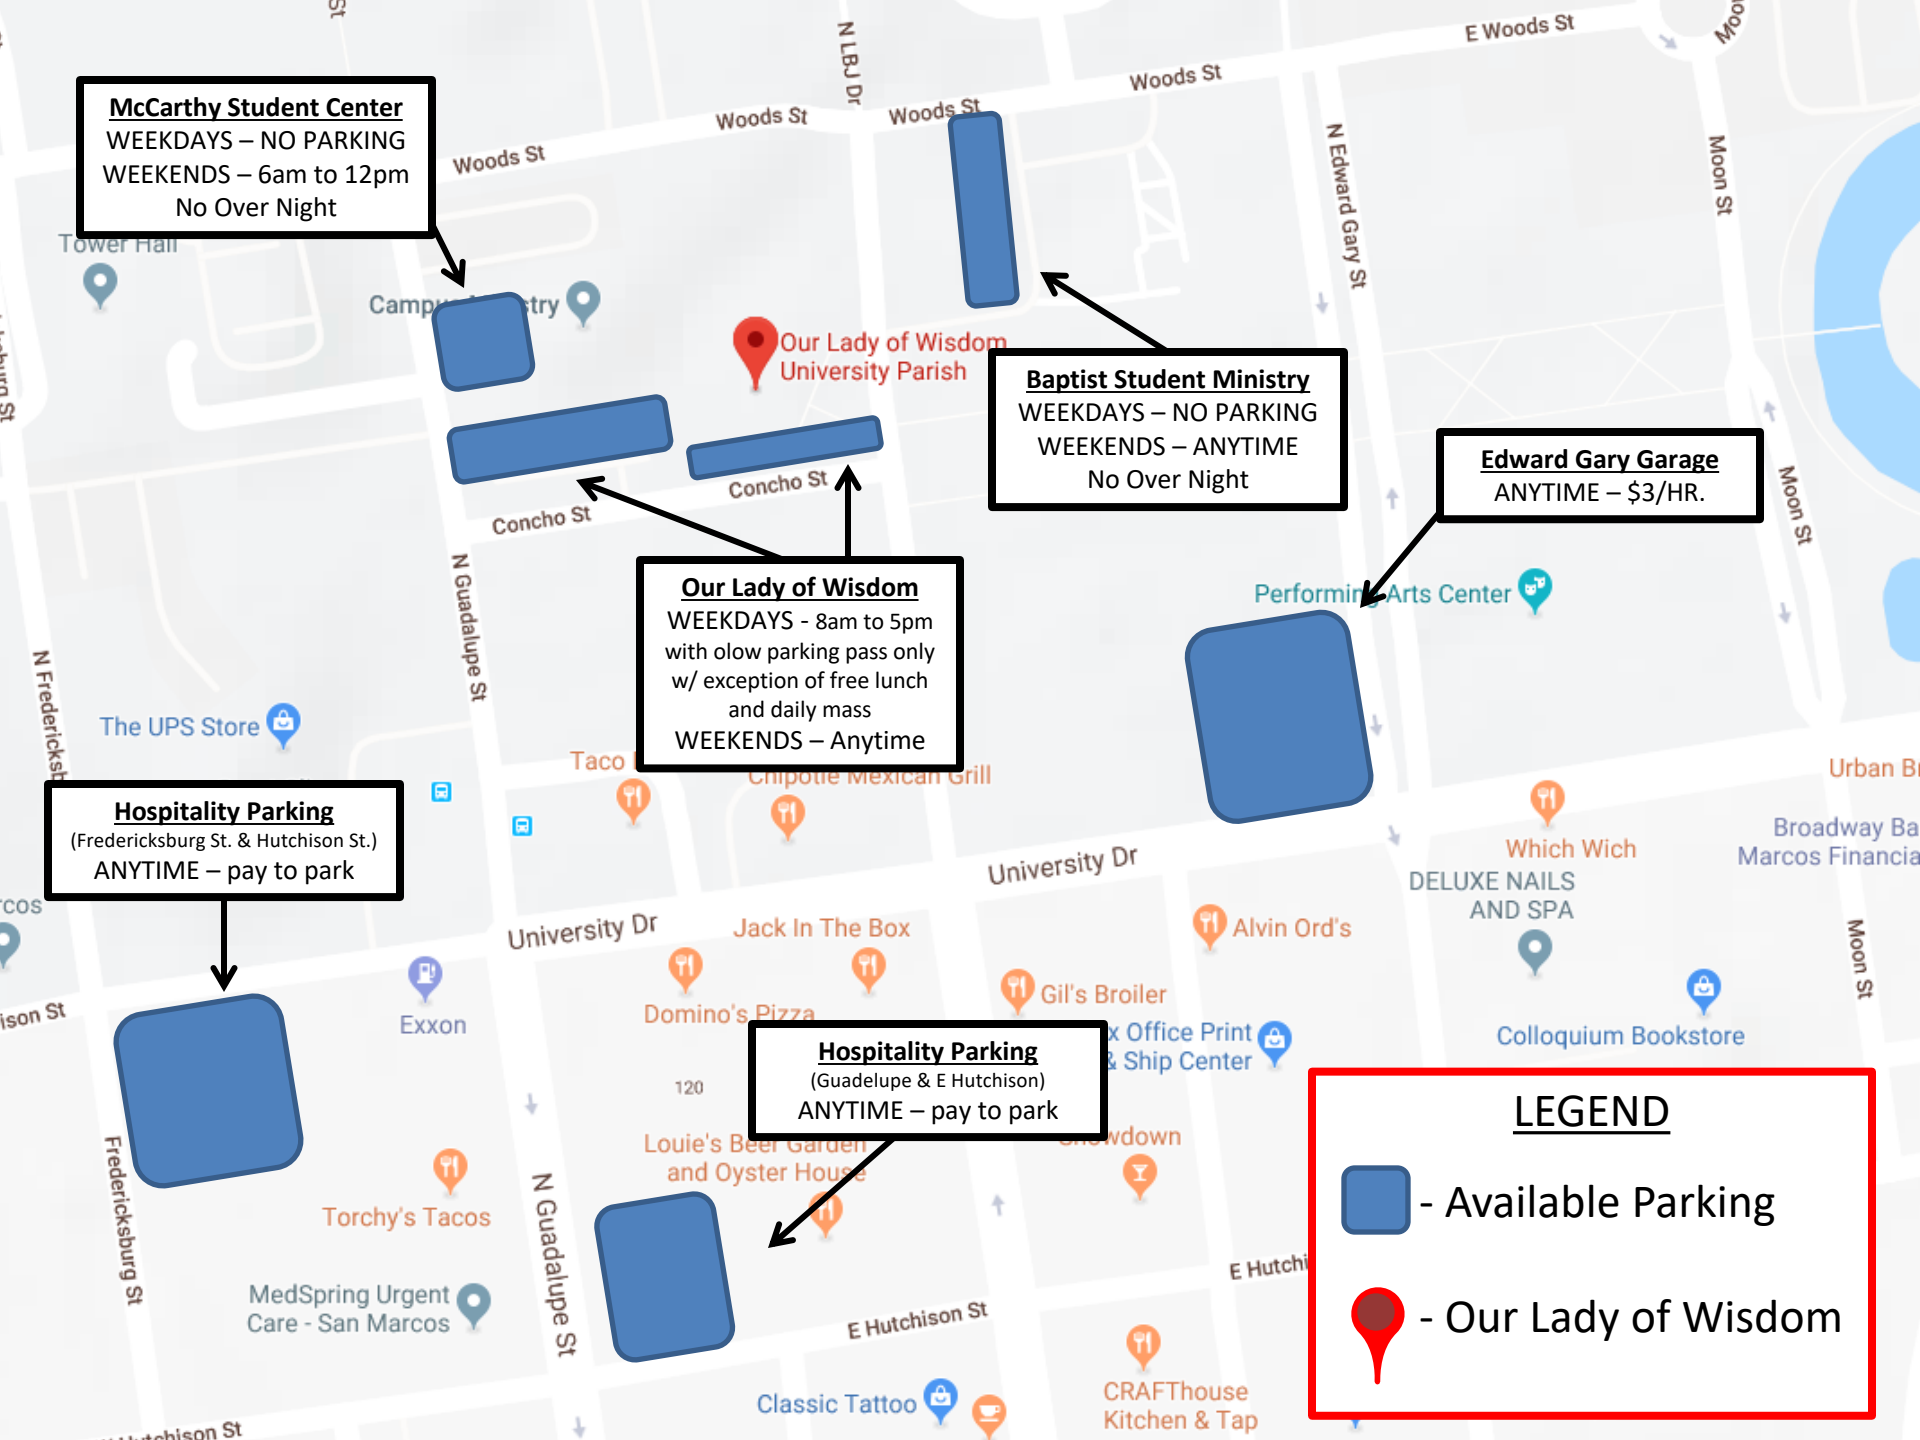 St
N LBJ Dr
E Woods St
Woods St
Woods St
Woods St
Woods St
McCarthy Student Center
WEEKDAYS – NO PARKING
WEEKENDS – 6am to 12pm
No Over Night
Tower Hall
N Edward Gary St
Moon St
Our Lady of Wisdom
University Parish
Baptist Student Ministry
WEEKDAYS – NO PARKING
WEEKENDS – ANYTIME
No Over Night
Edward Gary Garage
ANYTIME – $3/HR.
Moon St
Concho St
Concho St
N Guadalupe St
Our Lady of Wisdom
WEEKDAYS - 8am to 5pm
with olow parking pass only
w/ exception of free lunch
and daily mass
WEEKENDS – Anytime
Performing Arts Center
The UPS Store
Taco
Chipotle Mexican Grill
Hospitality Parking
(Fredericksburg St. & Hutchison St.)
ANYTIME – pay to park
University Dr
University Dr
Which Wich
DELUXE NAILS
AND SPA
Alvin Ord's
Jack In The Box
Domino's Pizza
Gil's Broiler
Exxon
x Office Print
& Ship Center
Colloquium Bookstore
Moon St
Hospitality Parking
(Guadelupe & E Hutchison)
ANYTIME – pay to park
120
Louie's Beer Garden
and Oyster House
Fredericksburg St
Torchy's Tacos
N Guadalupe St
MedSpring Urgent
Care - San Marcos
E Hutchison St
E Hutchi
Classic Tattoo
CRAFThouse
Kitchen & Tap
LEGEND
- Available Parking
- Our Lady of Wisdom